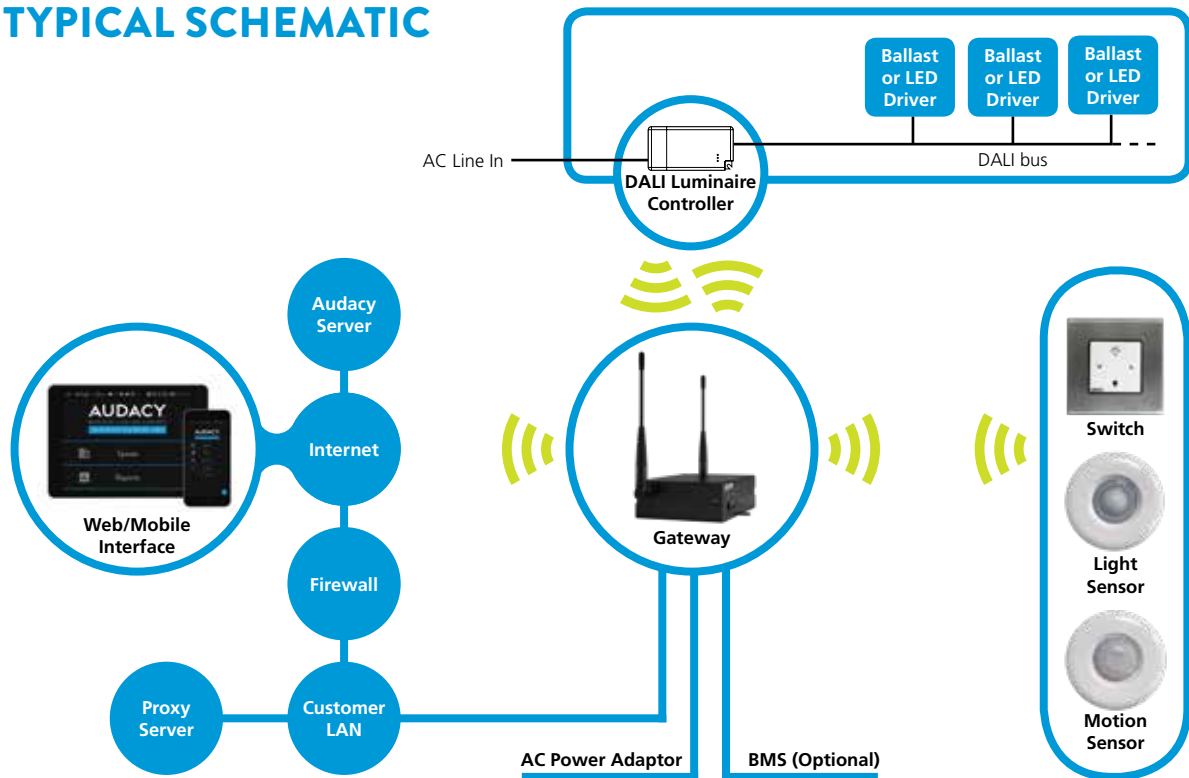 TYPICAL SCHEMATIC
Ballast
or LED
Driver
Ballast
or LED
Driver
Ballast
or LED
Driver
AC Line In
DALI bus
DALI Luminaire
Controller
Audacy
Server
AUDACY
AUDACY
Internet
Web/Mobile
Interface
Gateway
Switch
Light
Sensor
Firewall
Motion
Sensor
Proxy
Server
Customer
LAN
AC Power Adaptor
BMS (Optional)